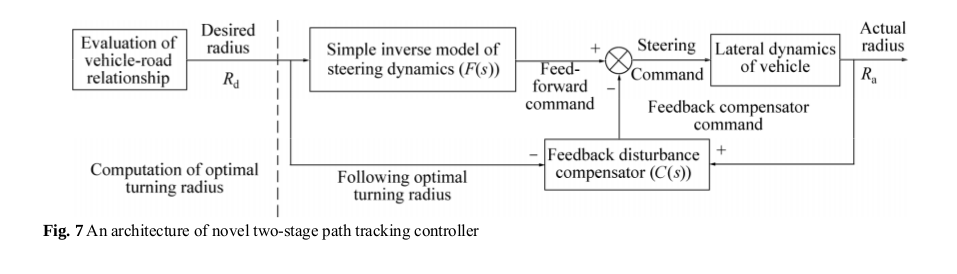 Evaluation of
vehicle-road
relationship
Desired
radius
R_d
Simple inverse model of
steering dynamics (F(s))
Feed-
forward
command
+
−
Steering
Command
Lateral dynamics
of vehicle
Actual
radius
R_a
Feedback compensator
command
−
Feedback disturbance
compensator (C(s))
+
Computation of optimal
turning radius
Following optimal
turning radius
Fig. 7 An architecture of novel two-stage path tracking controller